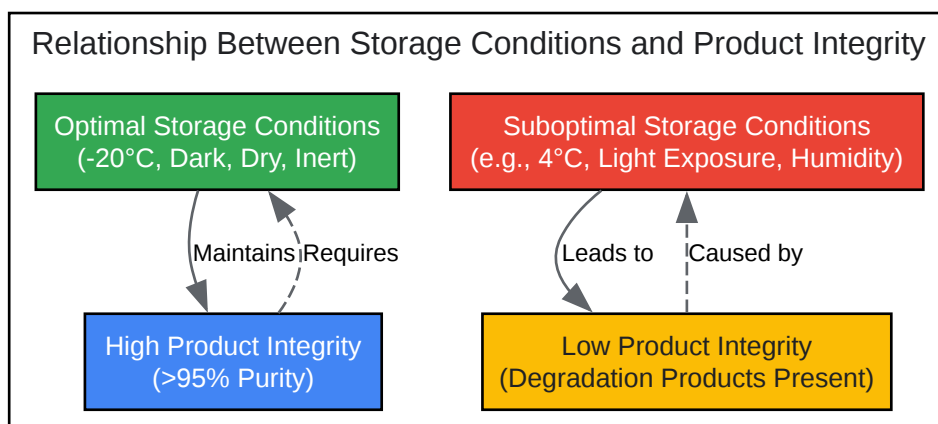 Relationship Between Storage Conditions and Product Integrity
Optimal Storage Conditions
(-20°C, Dark, Dry, Inert)
Suboptimal Storage Conditions
(e.g., 4°C, Light Exposure, Humidity)
Maintains
Requires
Leads to
Caused by
High Product Integrity
(>95% Purity)
Low Product Integrity
(Degradation Products Present)